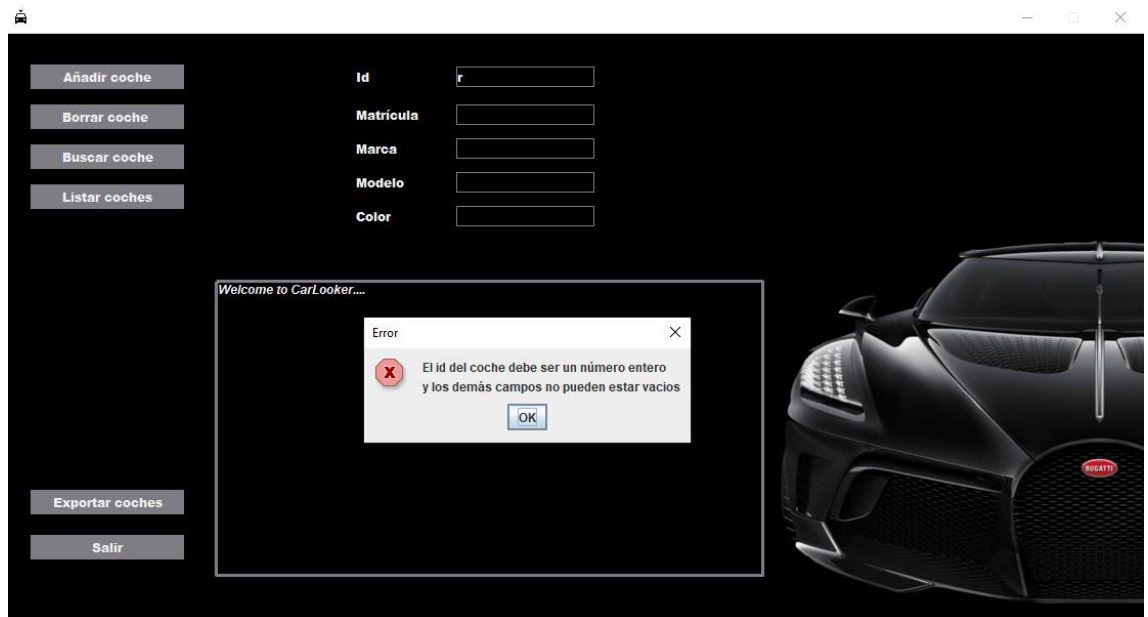 Añadir coche
Borrar coche
Buscar coche
Listar coches
Id
r
Matrícula
Marca
Modelo
Color
Welcome to CarLooker....
Error
X
El id del coche debe ser un número entero
y los demás campos no pueden estar vacios
OK
BUGATTI
Exportar coches
Salir